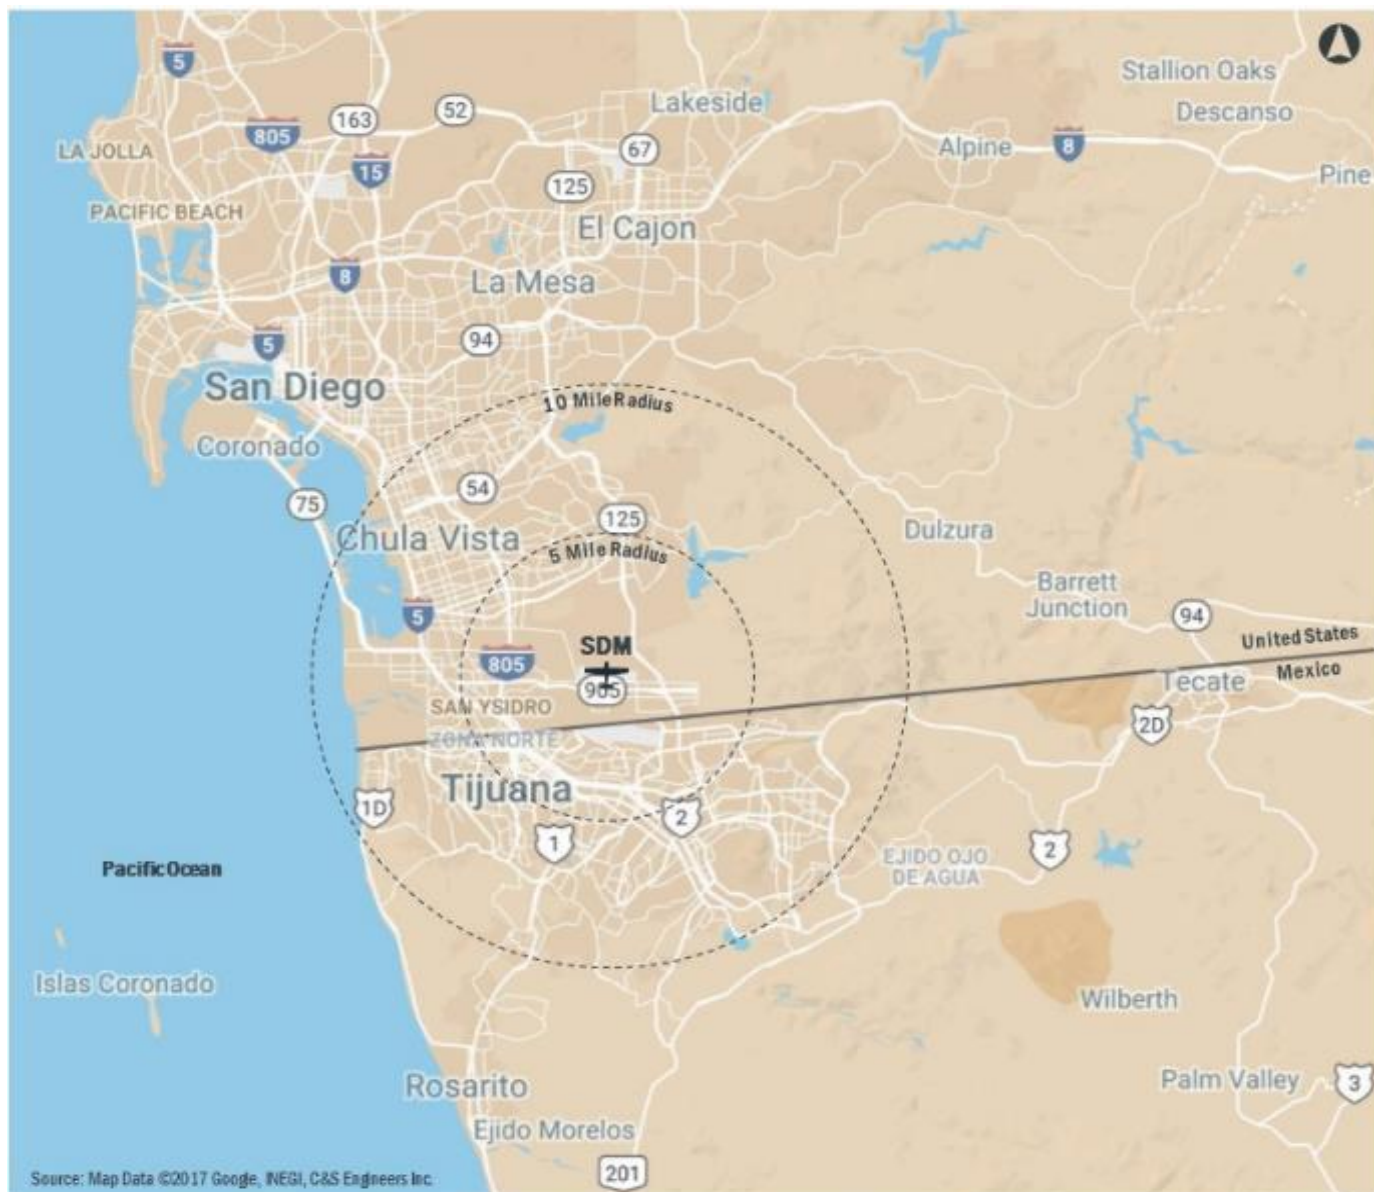 Stallion Oaks
5
Lakeside
Descanso
52
163
805
67
Alpine
8
LA JOLLA
15
Pine
125
PACIFIC BEACH
El Cajon
8
La Mesa
94
5
San Diego
10 Mile Radius
Coronado
54
75
125
Dulzura
Chula Vista
5 Mile Radius
Barrett
Junction
5
94
United States
SDM
805
Mexico
Tecate
905
SAN YSIDRO
2D
ZONA NORTE
Tijuana
1D
2
1
2
EJIDO OJO
DE AGUA
Pacific Ocean
Islas Coronado
Wilberth
Rosarito
Palm Valley
3
Ejido Morelos
201
Source: Map Data ©2017 Google, INEGI, C&S Engineers Inc.